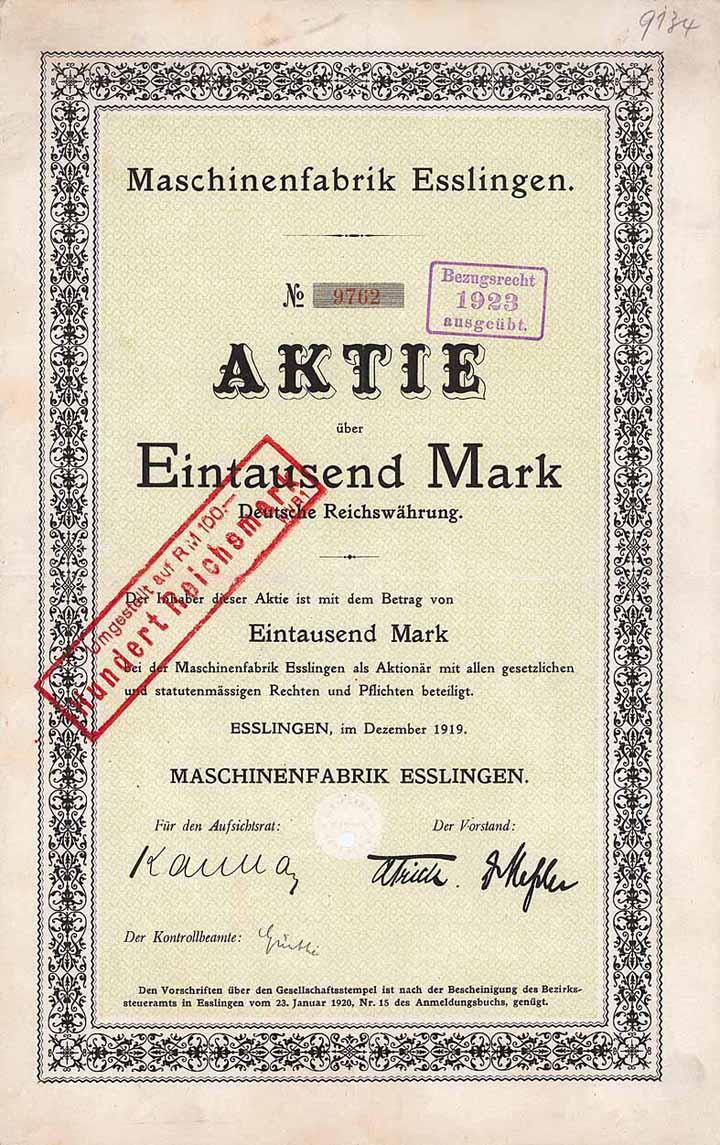 9134
Maschinenfabrik Esslingen.
№ 9762
Bezugsrecht
1923
ausgeübt.
AKTIE
über
Eintausend Mark
Deutsche Reichswährung.
Umgestellt auf RM 100.—
Hundert Reichsmark
Der Inhaber dieser Aktie ist mit dem Betrag von
Eintausend Mark
bei der Maschinenfabrik Esslingen als Aktionär mit allen gesetzlichen
und statutenmässigen Rechten und Pflichten beteiligt.
ESSLINGEN, im Dezember 1919.
MASCHINENFABRIK ESSLINGEN.
Für den Aufsichtsrat:
Der Vorstand:
Der Kontrollbeamte:
Den Vorschriften über den Gesellschaftsstempel ist nach der Bescheinigung des Bezirks-
steueramts in Esslingen vom 23. Januar 1920, Nr. 15 des Anmeldungsbuchs, genügt.